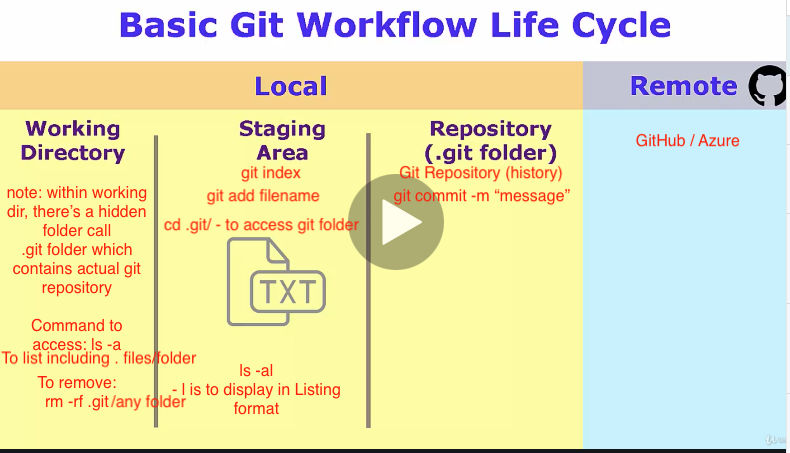 Basic Git Workflow Life Cycle
Local
Remote
Working
Directory
note: within working
dir, there's a hidden
folder call
.git folder which
contains actual git
repository
Command to
access: ls -a
To list including . files/folder
To remove:
rm -rf .git/any folder
Staging
Area
git index
git add filename
cd .git/ - to access git folder
TXT
ls -al
- l is to display in Listing
format
Repository
(.git folder)
Git Repository (history)
git commit -m “message”
GitHub / Azure